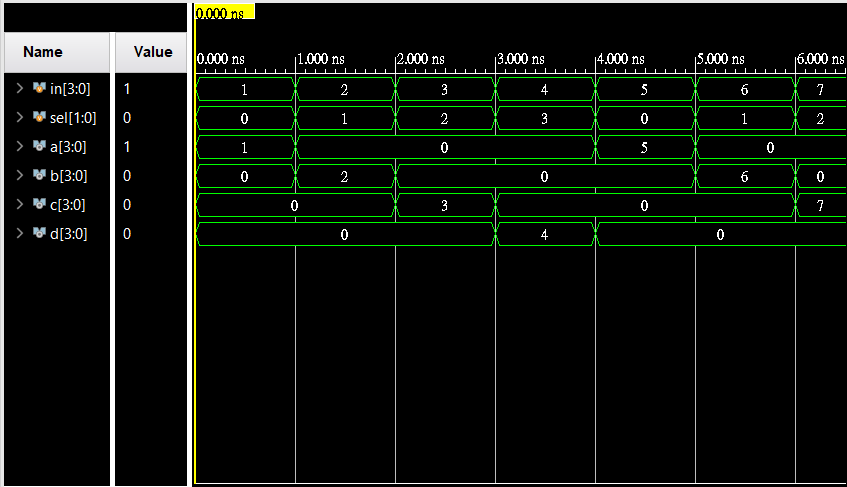 0.000 ns
Name Value 0.000 ns 1.000 ns 2.000 ns 3.000 ns 4.000 ns 5.000 ns 6.000 ns
in[3:0] 1 1 2 3 4 5 6 7
sel[1:0] 0 0 1 2 3 0 1 2
a[3:0] 1 1 0 5 0
b[3:0] 0 0 2 0 6 0
c[3:0] 0 0 3 0 7
d[3:0] 0 0 4 0